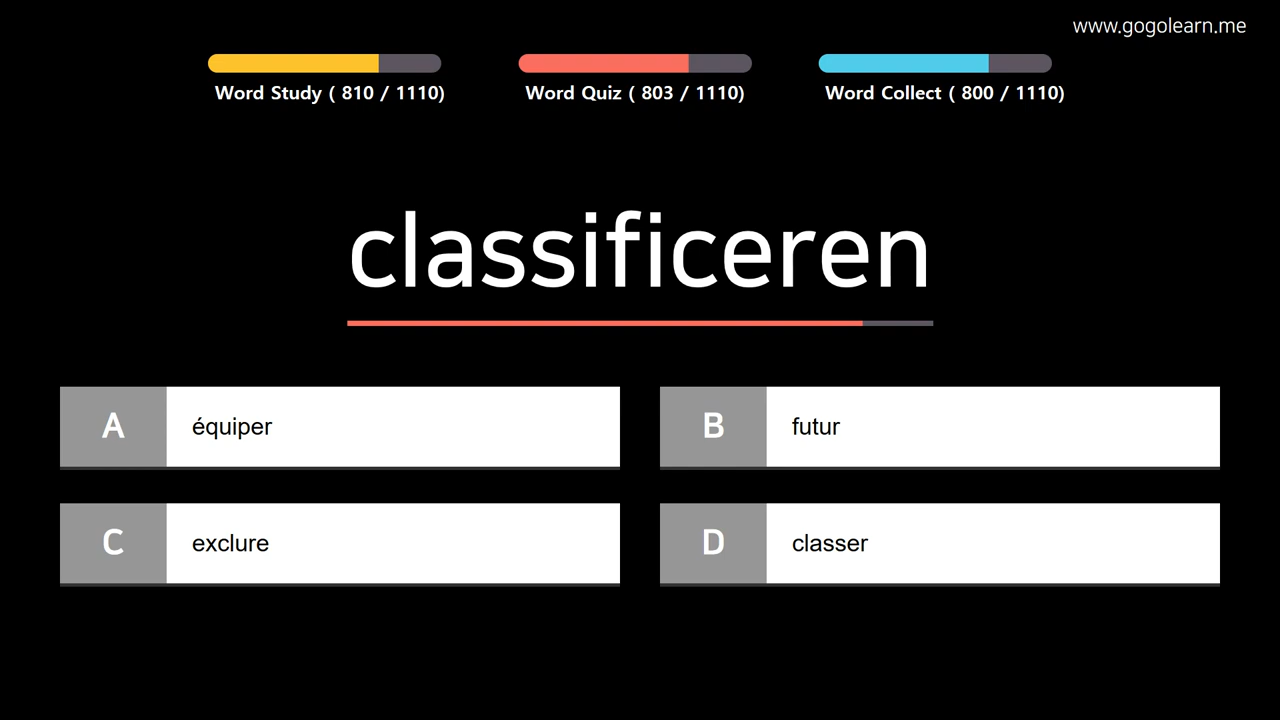 www.gogolearn.me
Word Study ( 810 / 1110)
Word Quiz ( 803 / 1110)
Word Collect ( 800 / 1110)
classificeren
A
équiper
B
futur
C
exclure
D
classer